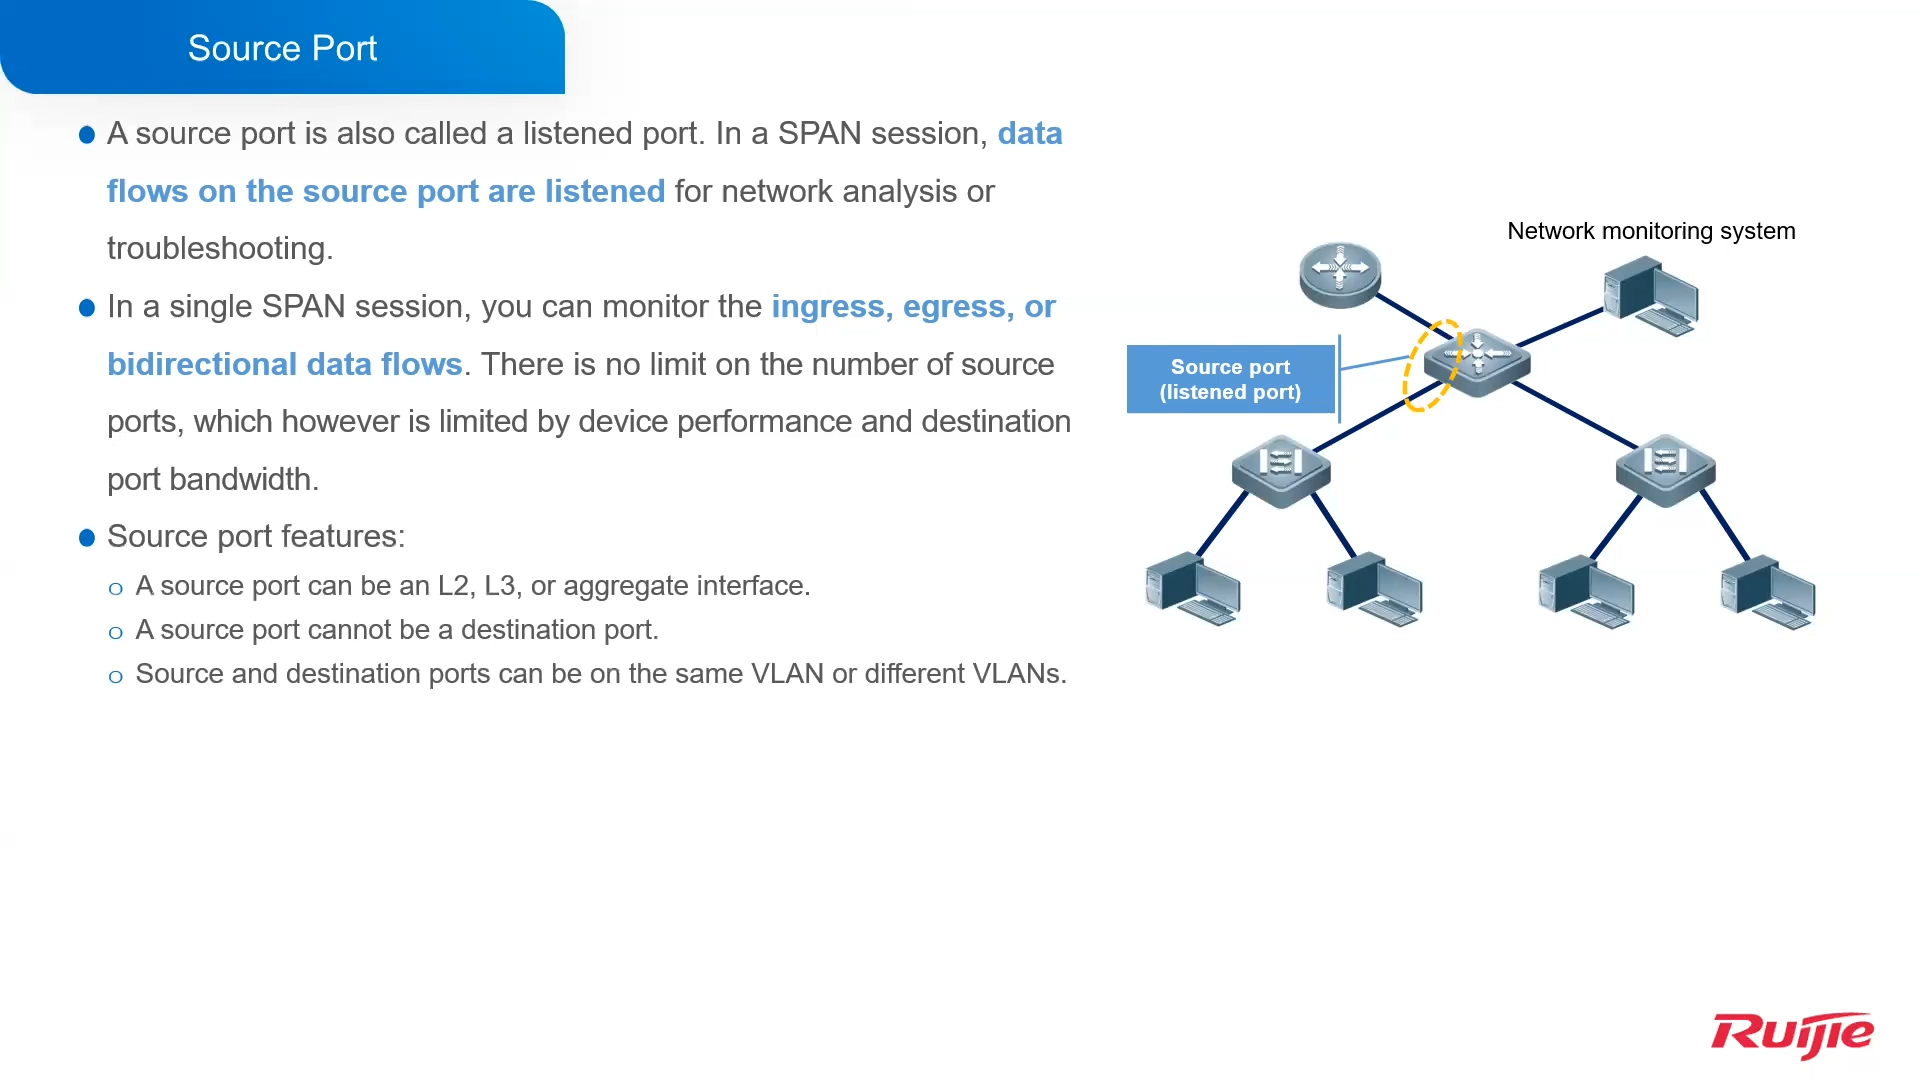 Source Port
A source port is also called a listened port. In a SPAN session, data
flows on the source port are listened for network analysis or
troubleshooting.
In a single SPAN session, you can monitor the ingress, egress, or
bidirectional data flows. There is no limit on the number of source
ports, which however is limited by device performance and destination
port bandwidth.
Source port features:
A source port can be an L2, L3, or aggregate interface.
A source port cannot be a destination port.
Source and destination ports can be on the same VLAN or different VLANs.
Network monitoring system
Source port
(listened port)
Ruijie